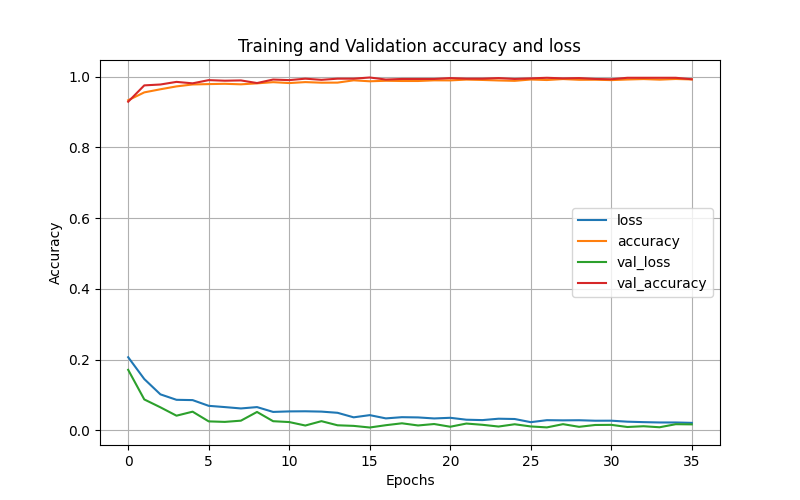 Training and Validation accuracy and loss
1.0
0.8
0.6
0.4
0.2
0.0
Accuracy
loss
accuracy
val_loss
val_accuracy
0 5 10 15 20 25 30 35
Epochs